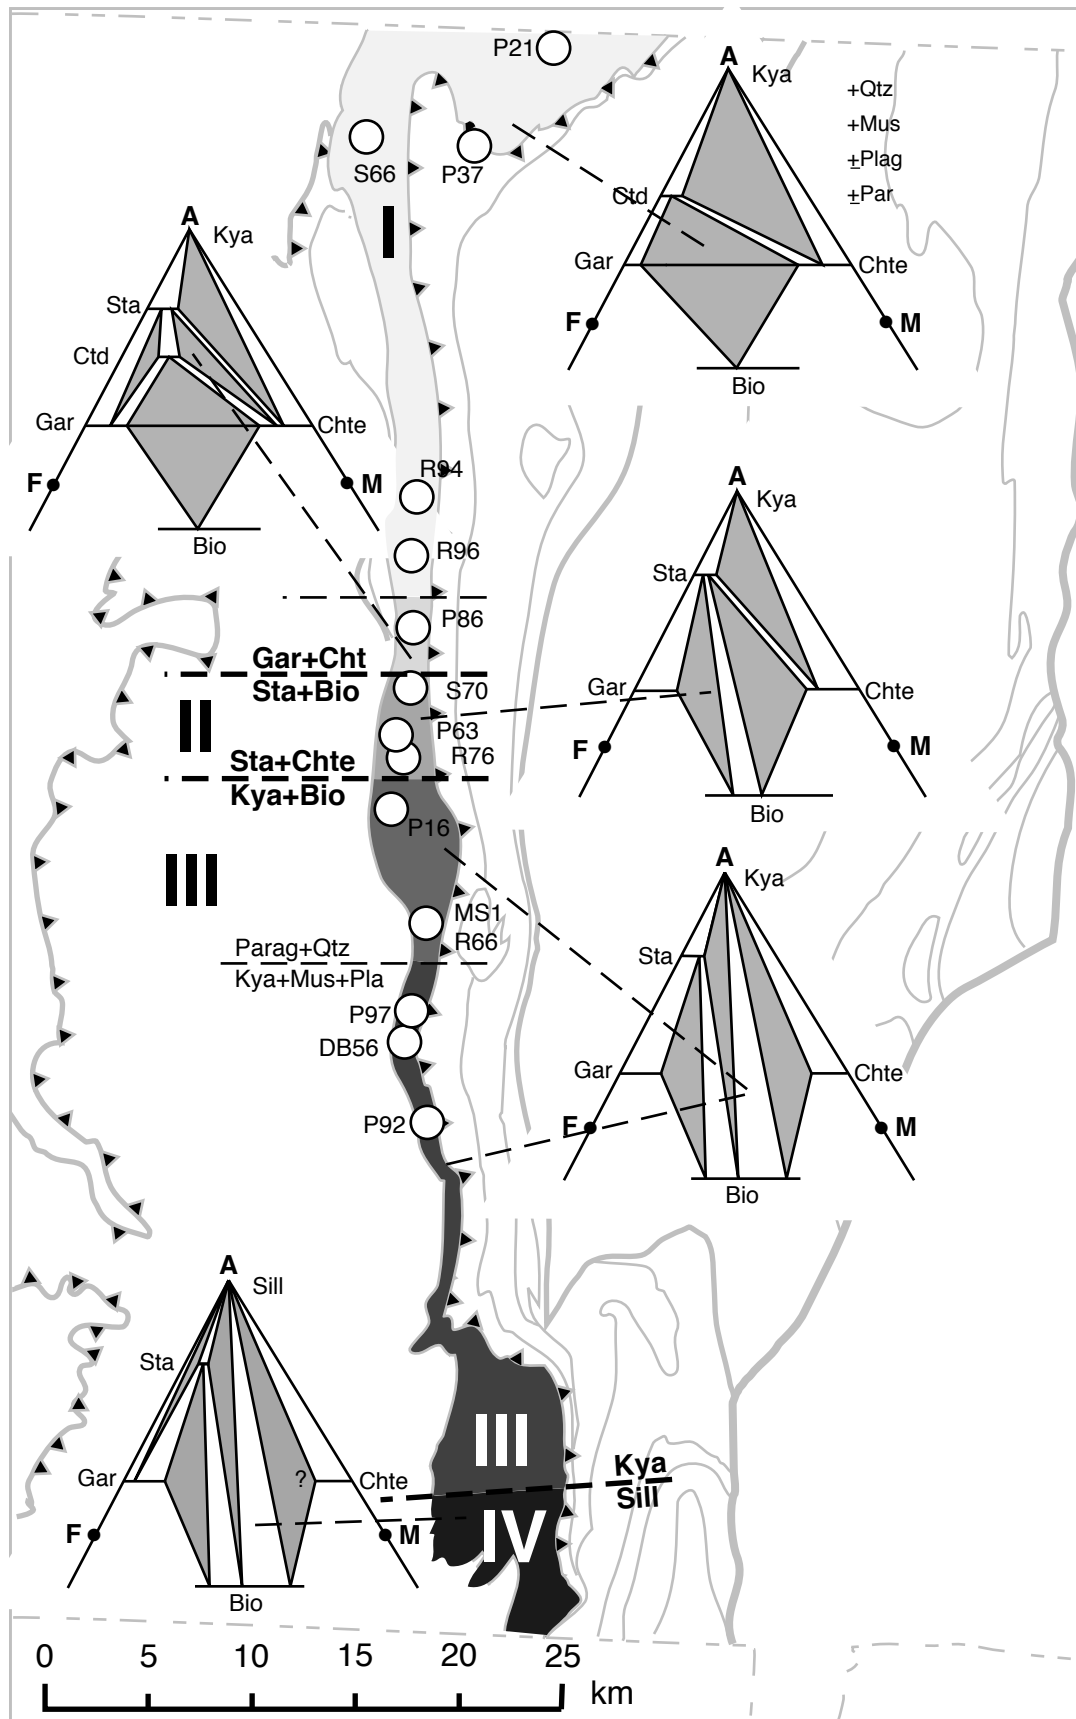 P21
A
Kya
+Qtz
+Mus
±Plag
±Par
S66
P37
Ctd
Gar
Chte
F
M
Bio
I
A
Kya
Sta
Ctd
Gar
Chte
F
M
Bio
R94
R96
P86
A
Kya
Sta
Gar
Chte
F
M
Bio
Gar+Cht
Sta+Bio
S70
II
P63
R76
Sta+Chte
Kya+Bio
P16
III
MS1
R66
Parag+Qtz
Kya+Mus+Pla
P97
DB56
P92
A
Kya
Sta
Gar
Chte
F
M
Bio
A
Sill
Sta
Gar
?
Chte
F
M
Bio
III
Kya
Sill
IV
0 5 10 15 20 25
km